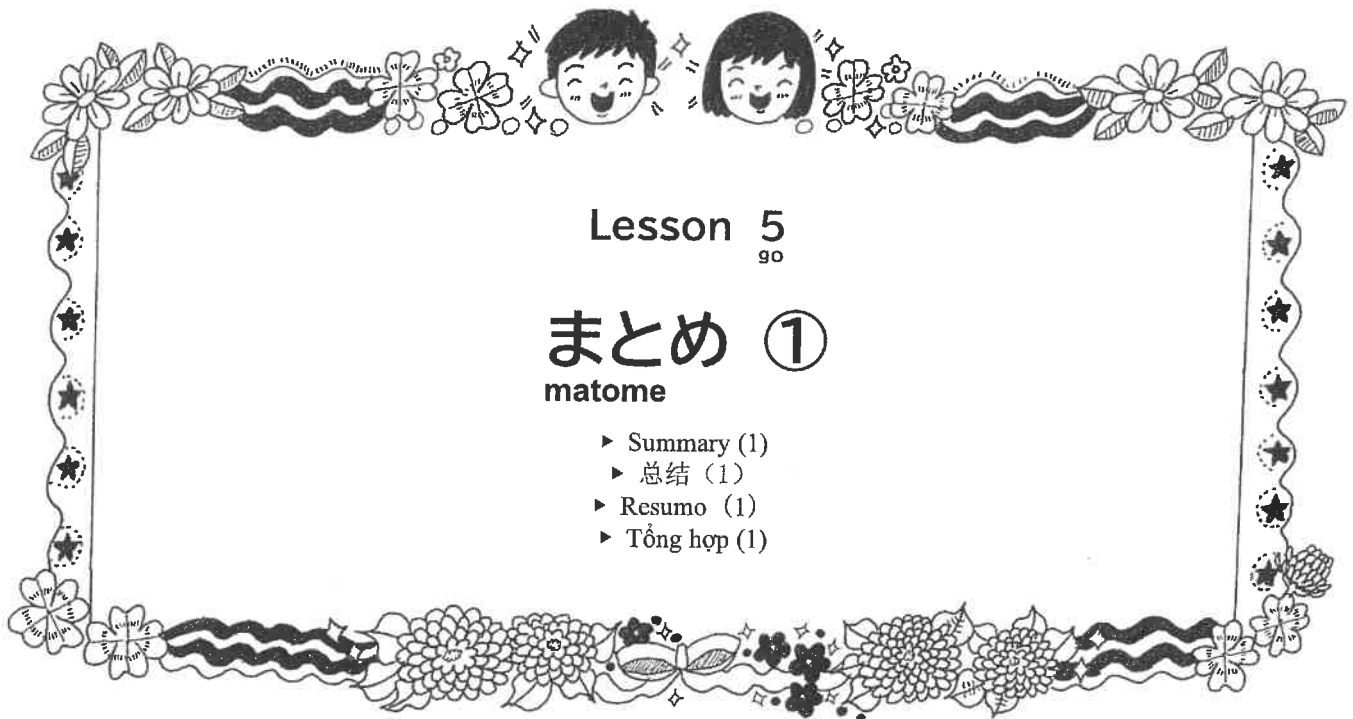 Lesson 5
go
まとめ ①
matome
▶ Summary (1)
▶ 总结（1）
▶ Resumo （1）
▶ Tổng hợp (1)